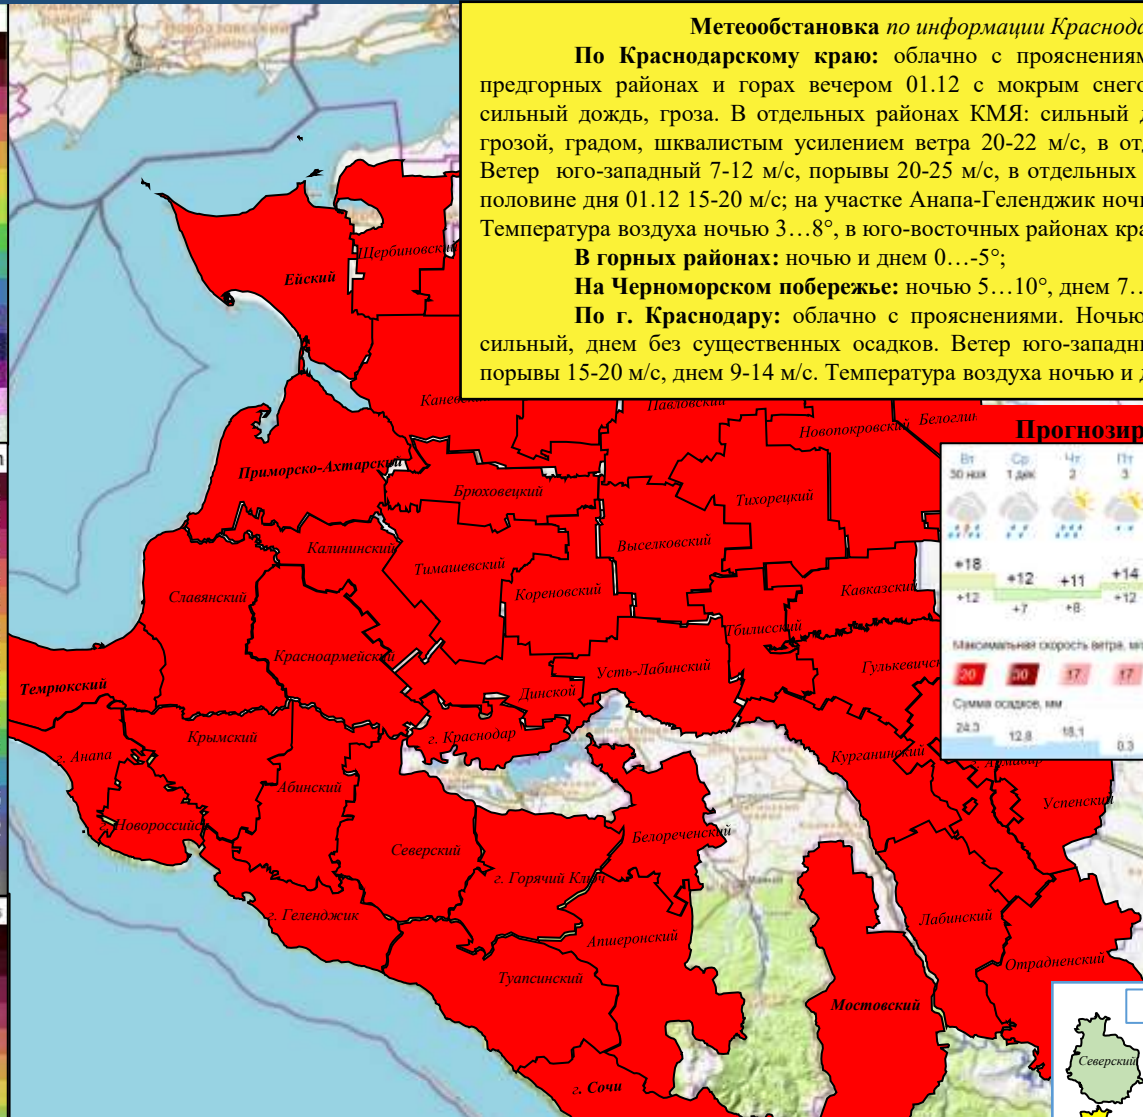 Метеообстановка по информации Краснода
По Краснодарскому краю: облачно с прояснениям
предгорных районах и горах вечером 01.12 с мокрым снего
сильный дождь, гроза. В отдельных районах КМЯ: сильный д
грозой, градом, шквалистым усилением ветра 20-22 м/с, в отд
Ветер юго-западный 7-12 м/с, порывы 20-25 м/с, в отдельных
половине дня 01.12 15-20 м/с; на участке Анапа-Геленджик ночь
Температура воздуха ночью 3…8°, в юго-восточных районах кра
В горных районах: ночью и днем 0…-5°;
На Черноморском побережье: ночью 5…10°, днем 7…
По г. Краснодару: облачно с прояснениями. Ночью
сильный, днем без существенных осадков. Ветер юго-западны
порывы 15-20 м/с, днем 9-14 м/с. Температура воздуха ночью и д
Щербиновский
Ейский
Павловский
Новопокровский
Белоглин
Прогнозир
Вт Ср Чт Пт
30 ноя 1 дек 2 3
+18 +12 +11 +14
+12 +7 +8 +12
Максимальная скорость ветра, м/с
20 30 17 17
Сумма осадков, мм
24,3 12,8 18,1 0,3
Приморско-Ахтарский
Брюховецкий
Тихорецкий
Калининский
Тимашевский
Выселковский
Славянский
Кореновский
Кавказский
Тбилисский
Красноармейский
Усть-Лабинский
Гулькевичск
Темрюкский
Динской
г. Краснодар
Крымский
г. Анапа
Курганинский
г. Армавир
Абинский
Успенский
г. Новороссийск
Северский
Белореченский
г. Горячий Ключ
г. Геленджик
Апшеронский
Лабинский
Туапсинский
Отрадненский
Мостовский
Северский
г. Сочи